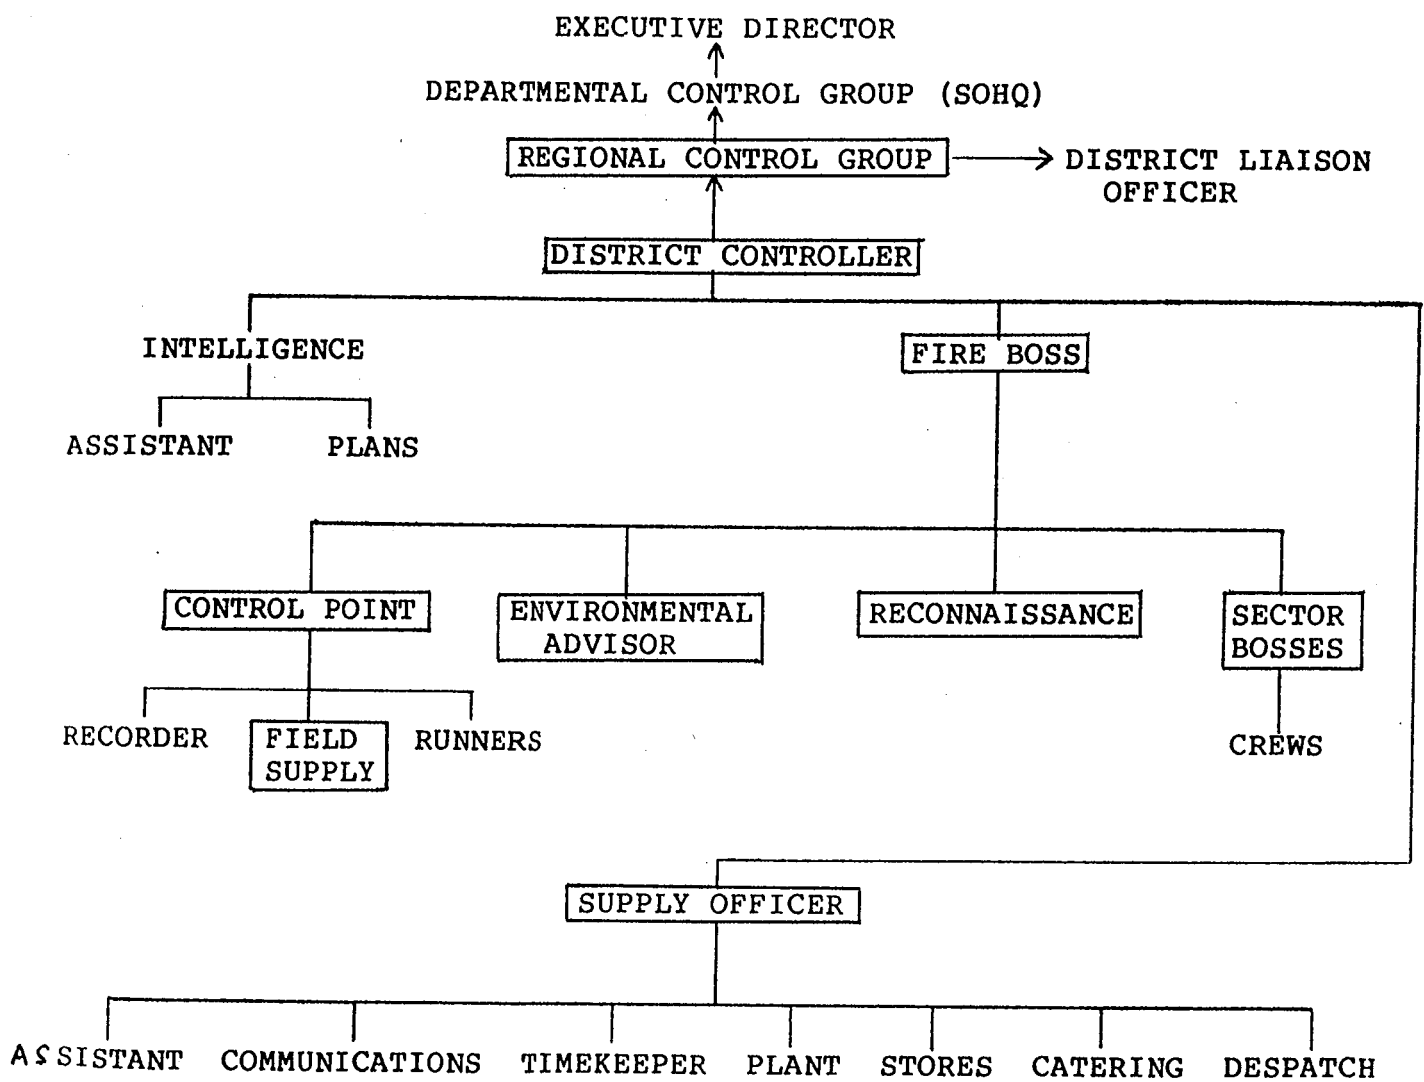 EXECUTIVE DIRECTOR
DEPARTMENTAL CONTROL GROUP (SOHQ)
REGIONAL CONTROL GROUP
DISTRICT LIAISON
OFFICER
DISTRICT CONTROLLER
INTELLIGENCE
FIRE BOSS
ASSISTANT
PLANS
CONTROL POINT
ENVIRONMENTAL
ADVISOR
RECONNAISSANCE
SECTOR
BOSSES
RECORDER
FIELD
SUPPLY
RUNNERS
CREWS
SUPPLY OFFICER
ASSISTANT
COMMUNICATIONS
TIMEKEEPER
PLANT
STORES
CATERING
DESPATCH